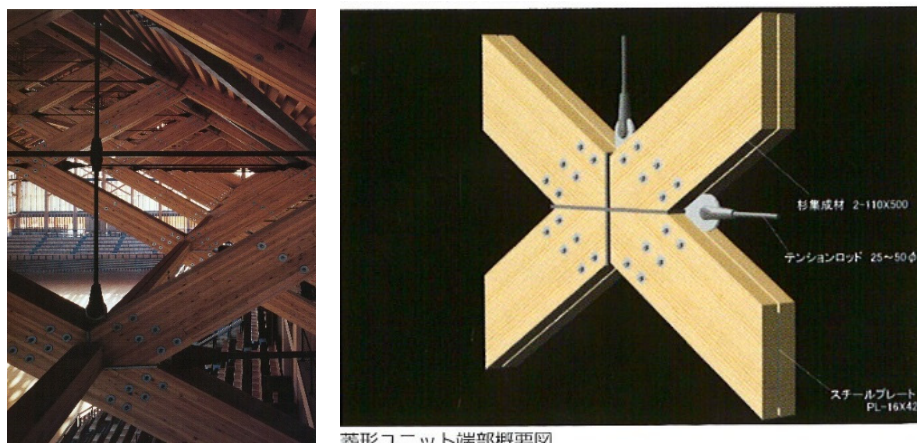 杉集成材 2-110X500
テンションロッド 25〜50φ
スチールプレート
PL-16X42
菱形ユニット端部概要図